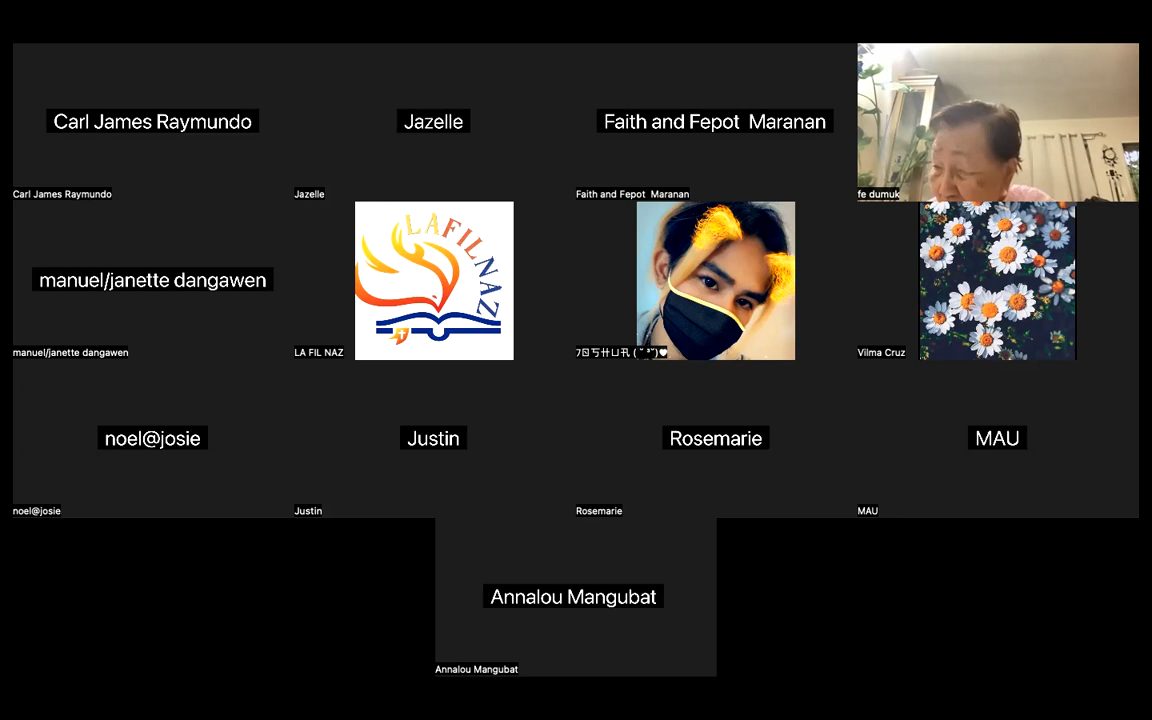 Carl James Raymundo
Carl James Raymundo
Jazelle
Jazelle
Faith and Fepot Maranan
Faith and Fepot Maranan
fe dumuk
manuel/janette dangawen
manuel/janette dangawen
LA FIL NAZ
LA FIL NAZ
Vilma Cruz
noel@josie
noel@josie
Justin
Justin
Rosemarie
Rosemarie
MAU
MAU
Annalou Mangubat
Annalou Mangubat